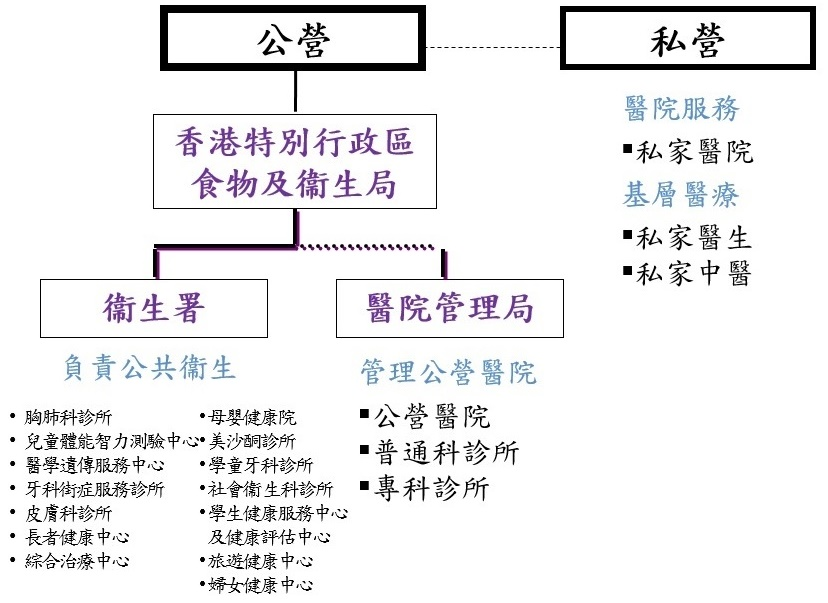 公營
私營
香港特別行政區
食物及衞生局
衞生署
醫院管理局
負責公共衞生
• 胸肺科診所
• 兒童體能智力測驗中心
• 醫學遺傳服務中心
• 牙科街症服務診所
• 皮膚科診所
• 長者健康中心
• 綜合治療中心
• 母嬰健康院
• 美沙酮診所
• 學童牙科診所
• 社會衞生科診所
• 學生健康服務中心
及健康評估中心
• 旅遊健康中心
• 婦女健康中心
管理公營醫院
▪公營醫院
▪普通科診所
▪專科診所
醫院服務
▪私家醫院
基層醫療
▪私家醫生
▪私家中醫